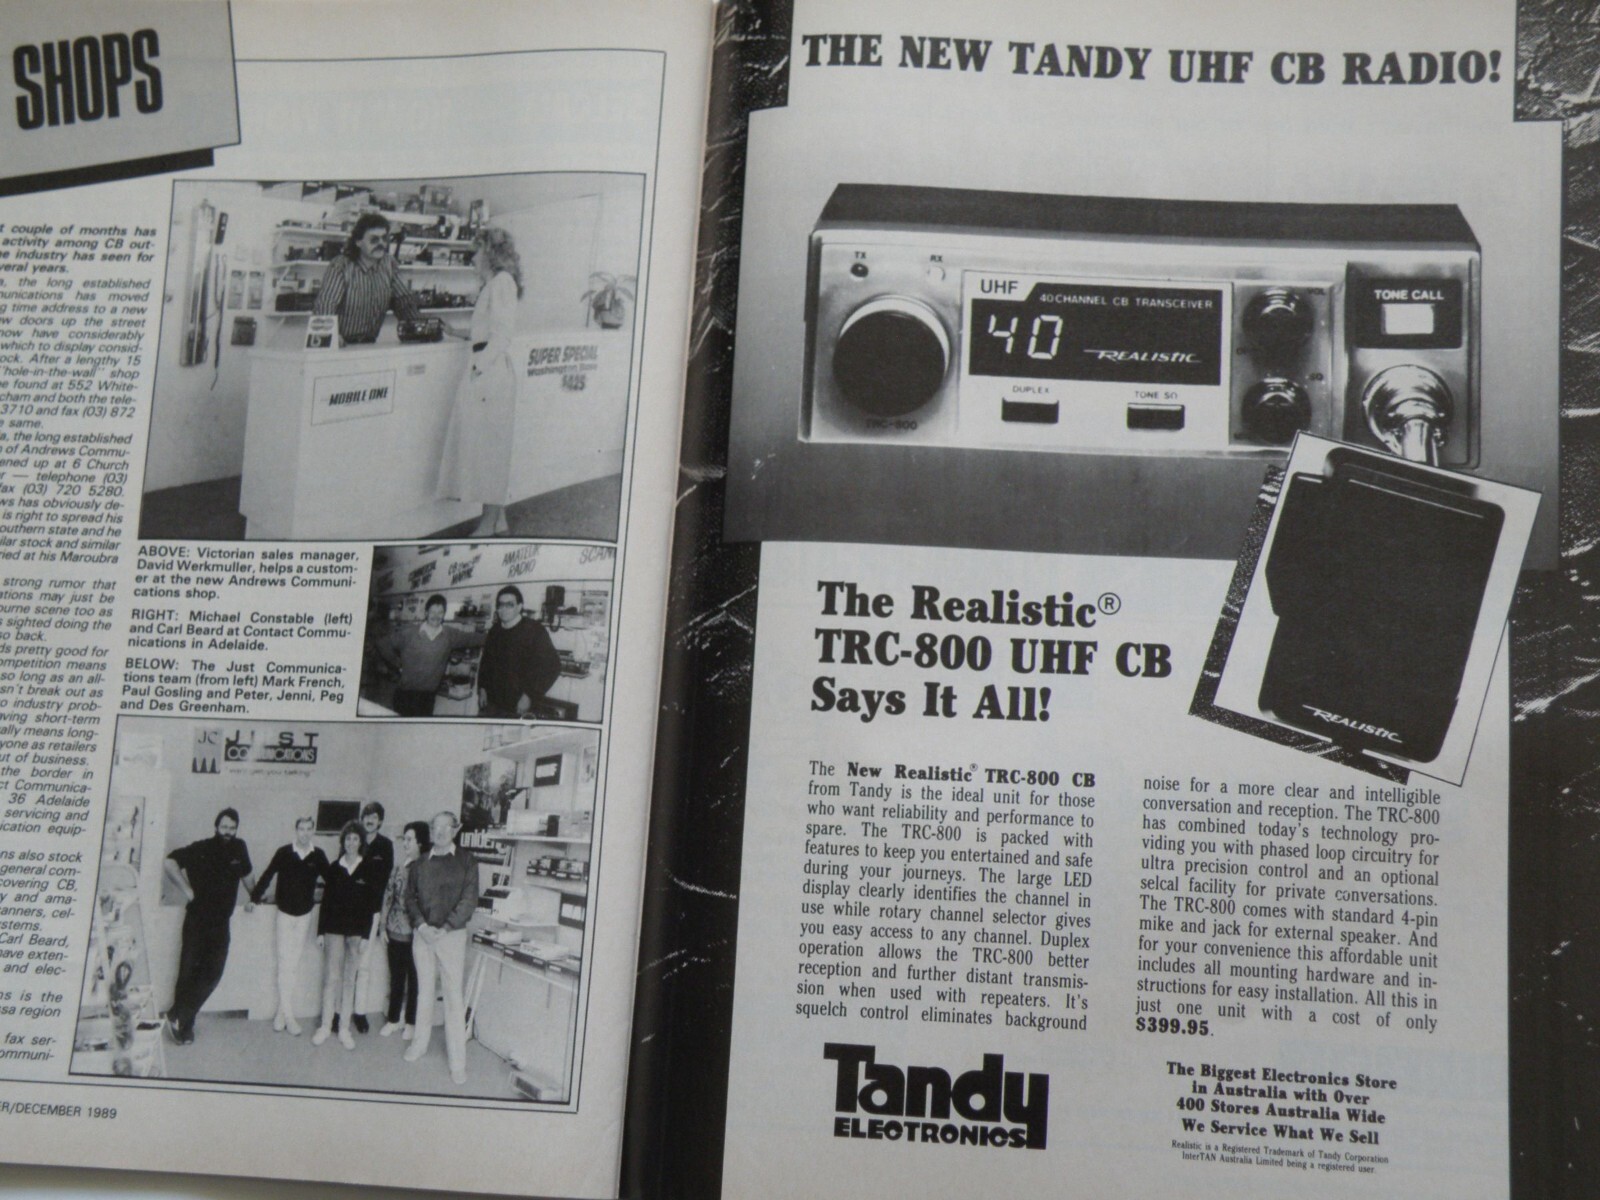 SHOPS
t couple of months has
activity among CB out-
e industry has seen for
veral years.
a, the long established
munications has moved
g time address to a new
w doors up the street
now have considerably
which to display consid-
ock. After a lengthy 15
"hole-in-the-wall" shop
be found at 552 White-
cham and both the tele-
3710 and fax (03) 872
e same.
a, the long established
of Andrews Commu-
ened up at 6 Church
r — telephone (03)
fax (03) 720 5280.
ws has obviously de-
is right to spread his
outhern state and he
ilar stock and similar
ried at his Maroubra
strong rumor that
ations may just be
ourne scene too as
s sighted doing the
so back.
ds pretty good for
ompetition means
so long as an all-
sn't break out as
o industry prob-
aving short-term
ally means long-
yone as retailers
ut of business.
the border in
ct Communica-
36 Adelaide
servicing and
ication equip-
ns also stock
general com-
covering CB,
y and ama-
anners, cel-
stems.
Carl Beard,
have exten-
and elec-
ns is the
ssa region
fax ser-
ommuni-
MOBILE ONE
SUPER SPECIAL
Washington Base
$425
ABOVE: Victorian sales manager,
David Werkmuller, helps a custom-
er at the new Andrews Communi-
cations shop.
RIGHT: Michael Constable (left)
and Carl Beard at Contact Commu-
nications in Adelaide.
BELOW: The Just Communica-
tions team (from left) Mark French,
Paul Gosling and Peter, Jenni, Peg
and Des Greenham.
AMATEUR
RADIO
SCAN
JC JUST
COMMUNICATIONS
UHF
uniden
ER/DECEMBER 1989
THE NEW TANDY UHF CB RADIO!
TX
RX
UHF
40 CHANNEL CB TRANSCEIVER
40
REALISTIC
DUPLEX
TONE SQ
VOL
SQ
TONE CALL
TRC-800
REALISTIC
The Realistic®
TRC-800 UHF CB
Says It All!
The New Realistic® TRC-800 CB
from Tandy is the ideal unit for those
who want reliability and performance to
spare. The TRC-800 is packed with
features to keep you entertained and safe
during your journeys. The large LED
display clearly identifies the channel in
use while rotary channel selector gives
you easy access to any channel. Duplex
operation allows the TRC-800 better
reception and further distant transmis-
sion when used with repeaters. It's
squelch control eliminates background
noise for a more clear and intelligible
conversation and reception. The TRC-800
has combined today's technology pro-
viding you with phased loop circuitry for
ultra precision control and an optional
selcal facility for private conversations.
The TRC-800 comes with standard 4-pin
mike and jack for external speaker. And
for your convenience this affordable unit
includes all mounting hardware and in-
structions for easy installation. All this in
just one unit with a cost of only
$399.95.
Tandy
ELECTRONICS
The Biggest Electronics Store
in Australia with Over
400 Stores Australia Wide
We Service What We Sell
Realistic is a Registered Trademark of Tandy Corporation
InterTAN Australia Limited being a registered user.